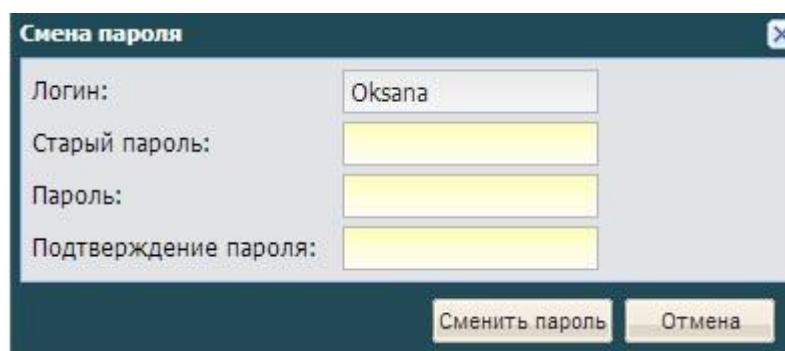 Смена пароля
Логин: Oksana
Старый пароль:
Пароль:
Подтверждение пароля:
Сменить пароль Отмена